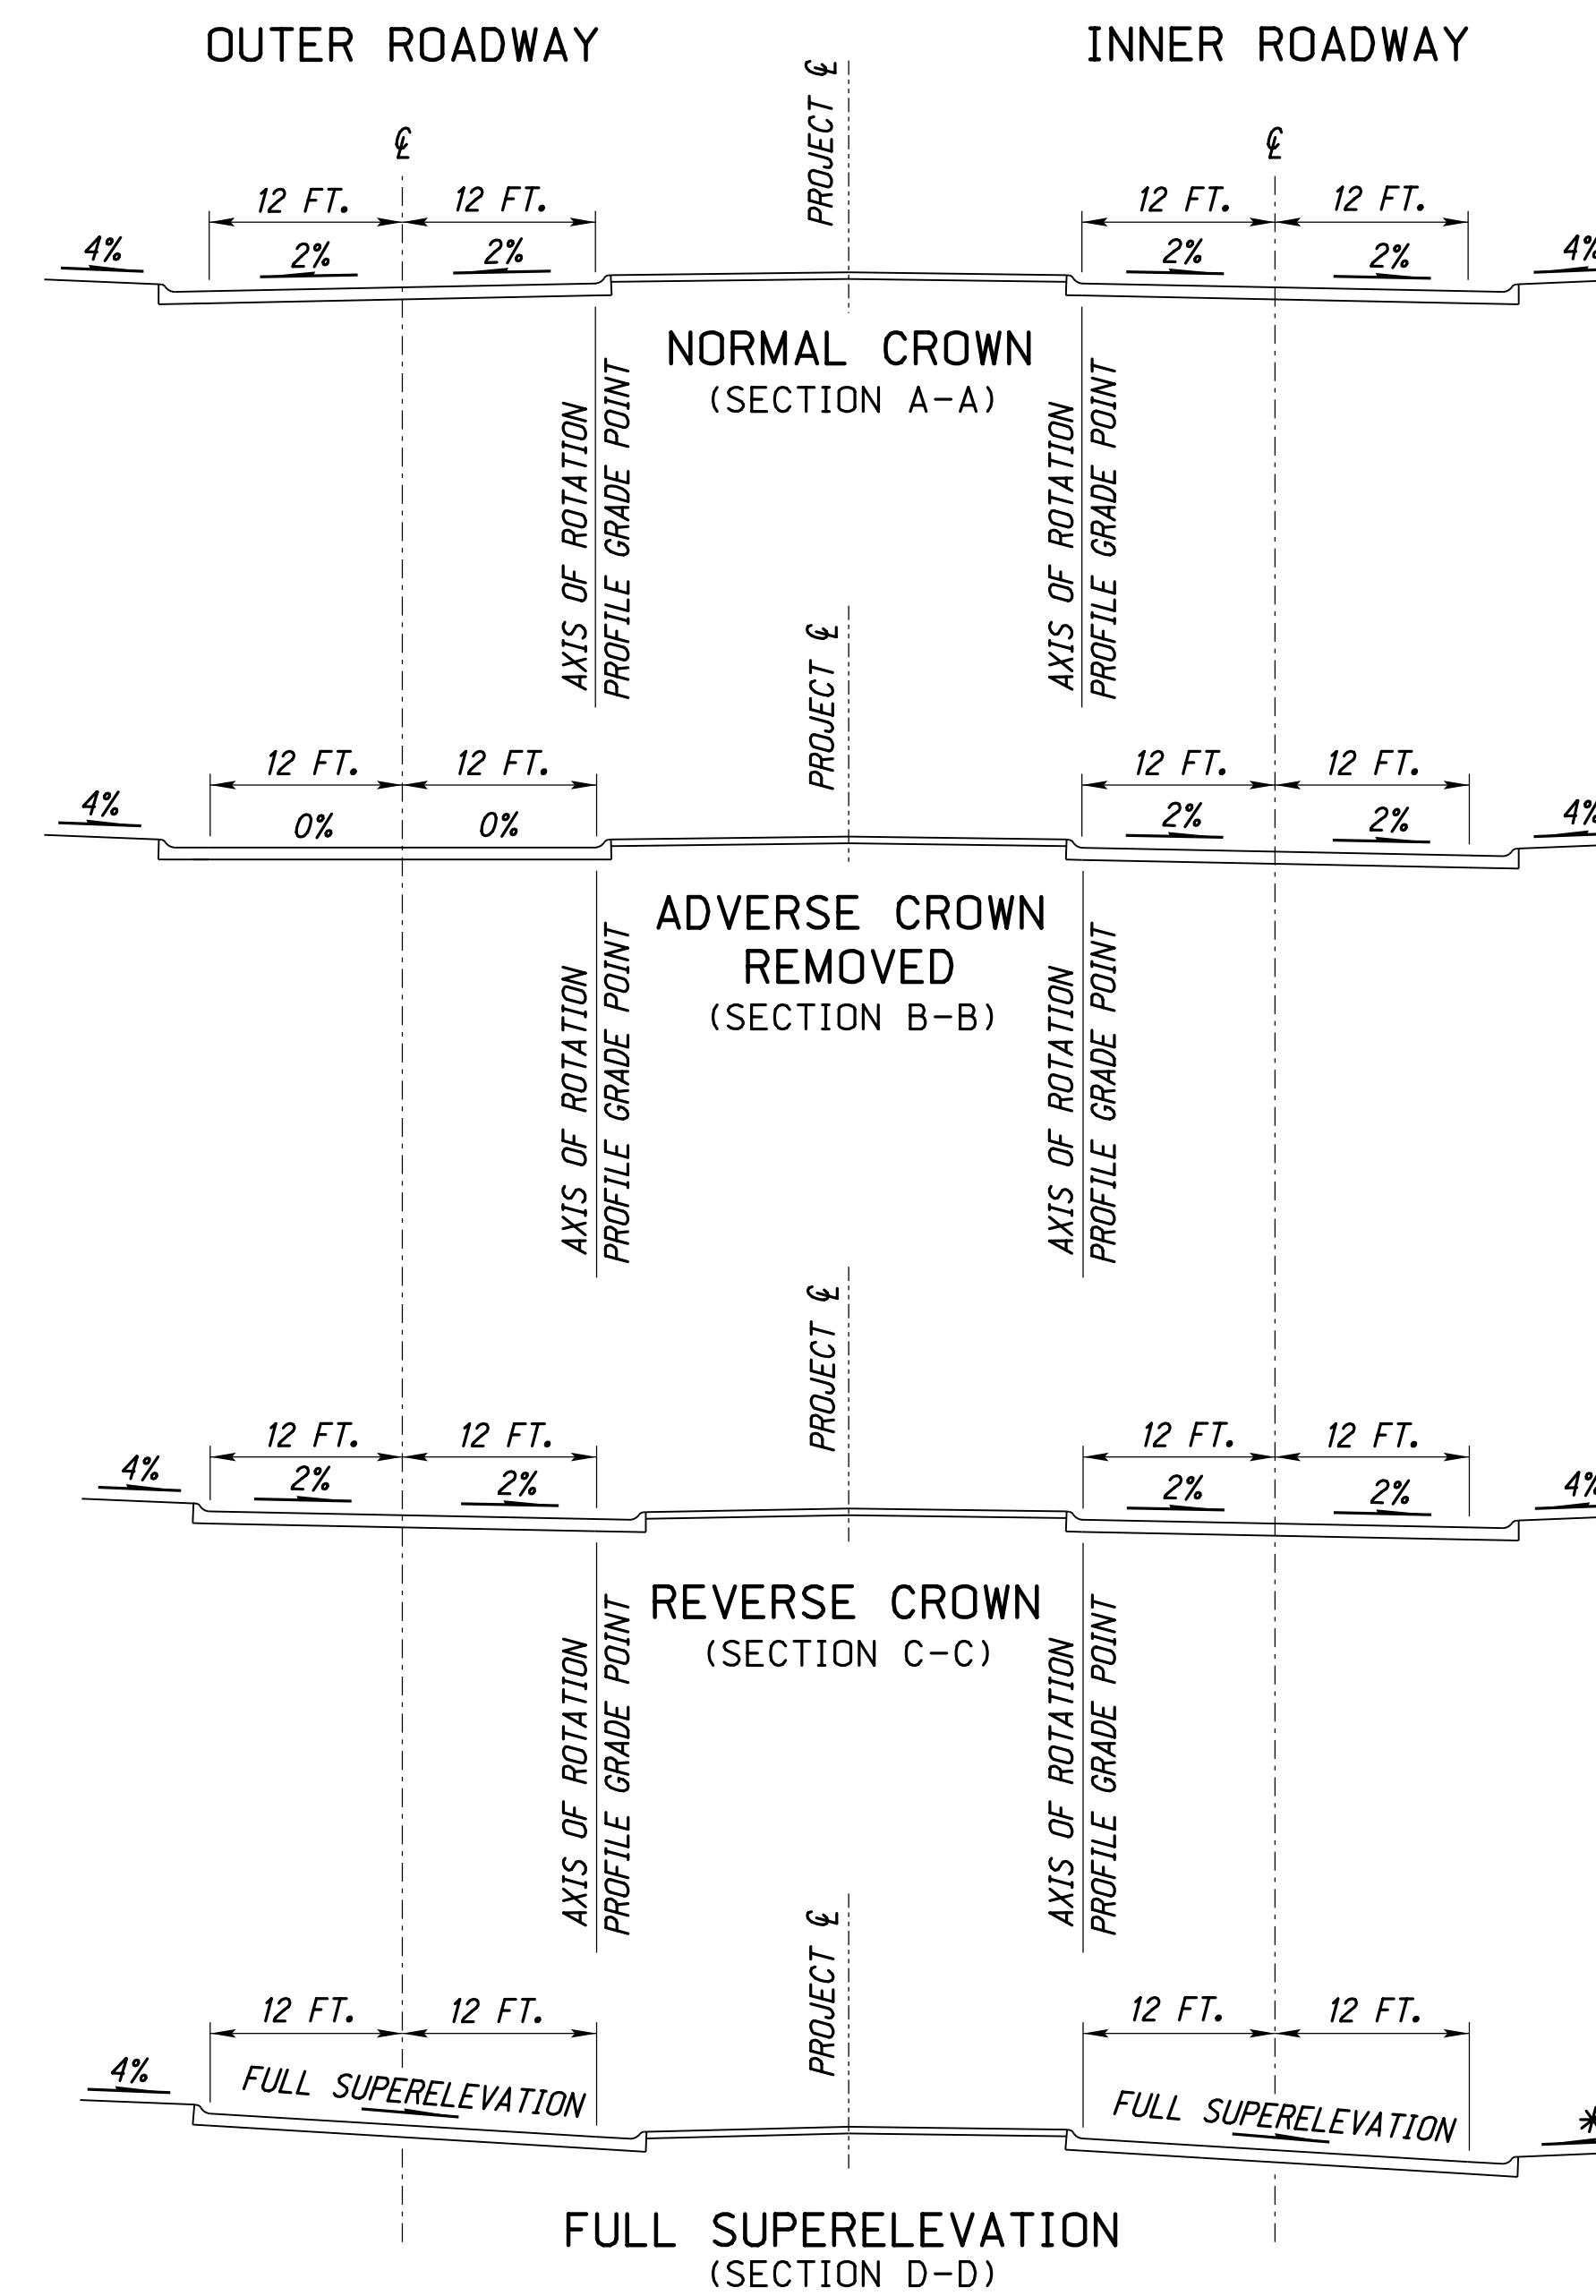 OUTER ROADWAY
INNER ROADWAY
PROJECT ℄
℄
℄
12 FT. 12 FT.
12 FT. 12 FT.
4% 2% 2%
2% 2% 4%
NORMAL CROWN
(SECTION A-A)
AXIS OF ROTATION
PROFILE GRADE POINT
AXIS OF ROTATION
PROFILE GRADE POINT
PROJECT ℄
12 FT. 12 FT.
12 FT. 12 FT.
4% 0% 0%
2% 2% 4%
ADVERSE CROWN
REMOVED
(SECTION B-B)
AXIS OF ROTATION
PROFILE GRADE POINT
AXIS OF ROTATION
PROFILE GRADE POINT
PROJECT ℄
12 FT. 12 FT.
12 FT. 12 FT.
4% 2% 2%
2% 2% 4%
REVERSE CROWN
(SECTION C-C)
AXIS OF ROTATION
PROFILE GRADE POINT
AXIS OF ROTATION
PROFILE GRADE POINT
PROJECT ℄
12 FT. 12 FT.
12 FT. 12 FT.
4% FULL SUPERELEVATION
FULL SUPERELEVATION *
FULL SUPERELEVATION
(SECTION D-D)